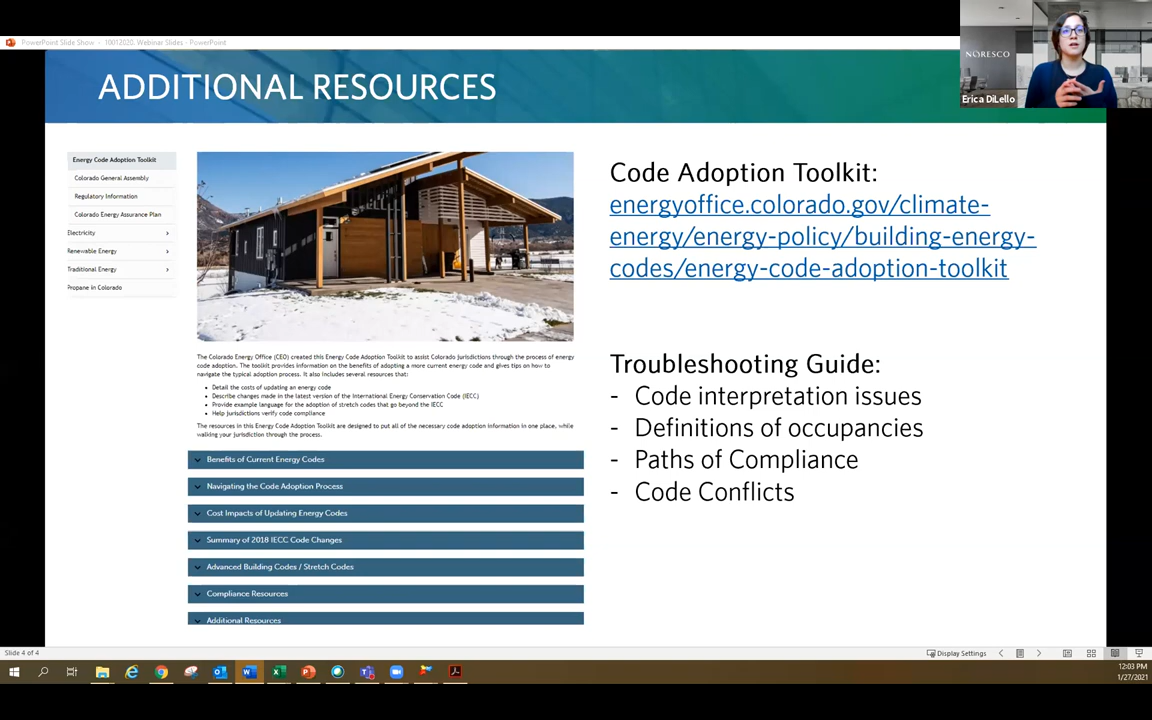 PowerPoint Slide Show - 10012020. Webinar Slides - PowerPoint
NORESCO
Erica DiLello
ADDITIONAL RESOURCES
Energy Code Adoption Toolkit
Colorado General Assembly
Regulatory Information
Colorado Energy Assurance Plan
Electricity
Renewable Energy
Traditional Energy
Propane in Colorado
The Colorado Energy Office (CEO) created this Energy Code Adoption Toolkit to assist Colorado jurisdictions through the process of energy
code adoption. The toolkit provides information on the benefits of adopting a more current energy code and gives tips on how to
navigate the typical adoption process. It also includes several resources that:
• Detail the costs of updating an energy code
• Describe changes made in the latest version of the International Energy Conservation Code (IECC)
• Provide example language for the adoption of stretch codes that go beyond the IECC
• Help jurisdictions verify code compliance
The resources in this Energy Code Adoption Toolkit are designed to put all of the necessary code adoption information in one place, while
walking your jurisdiction through the process.
Benefits of Current Energy Codes
Navigating the Code Adoption Process
Cost Impacts of Updating Energy Codes
Summary of 2018 IECC Code Changes
Advanced Building Codes / Stretch Codes
Compliance Resources
Additional Resources
Code Adoption Toolkit:
energyoffice.colorado.gov/climate-
energy/energy-policy/building-energy-
codes/energy-code-adoption-toolkit
Troubleshooting Guide:
- Code interpretation issues
- Definitions of occupancies
- Paths of Compliance
- Code Conflicts
Slide 4 of 4
Display Settings
12:03 PM
1/27/2021